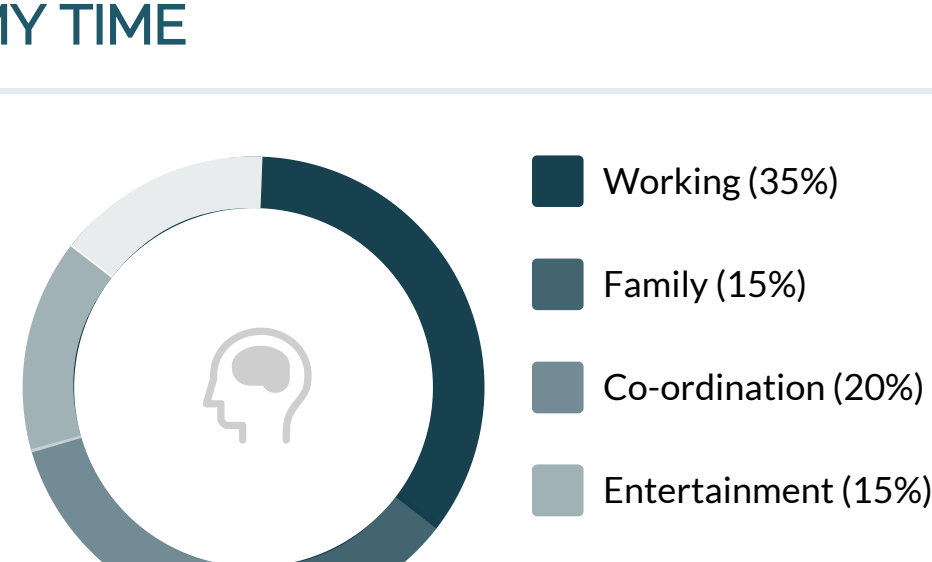 MY TIME
Working (35%)
Family (15%)
Co-ordination (20%)
Entertainment (15%)